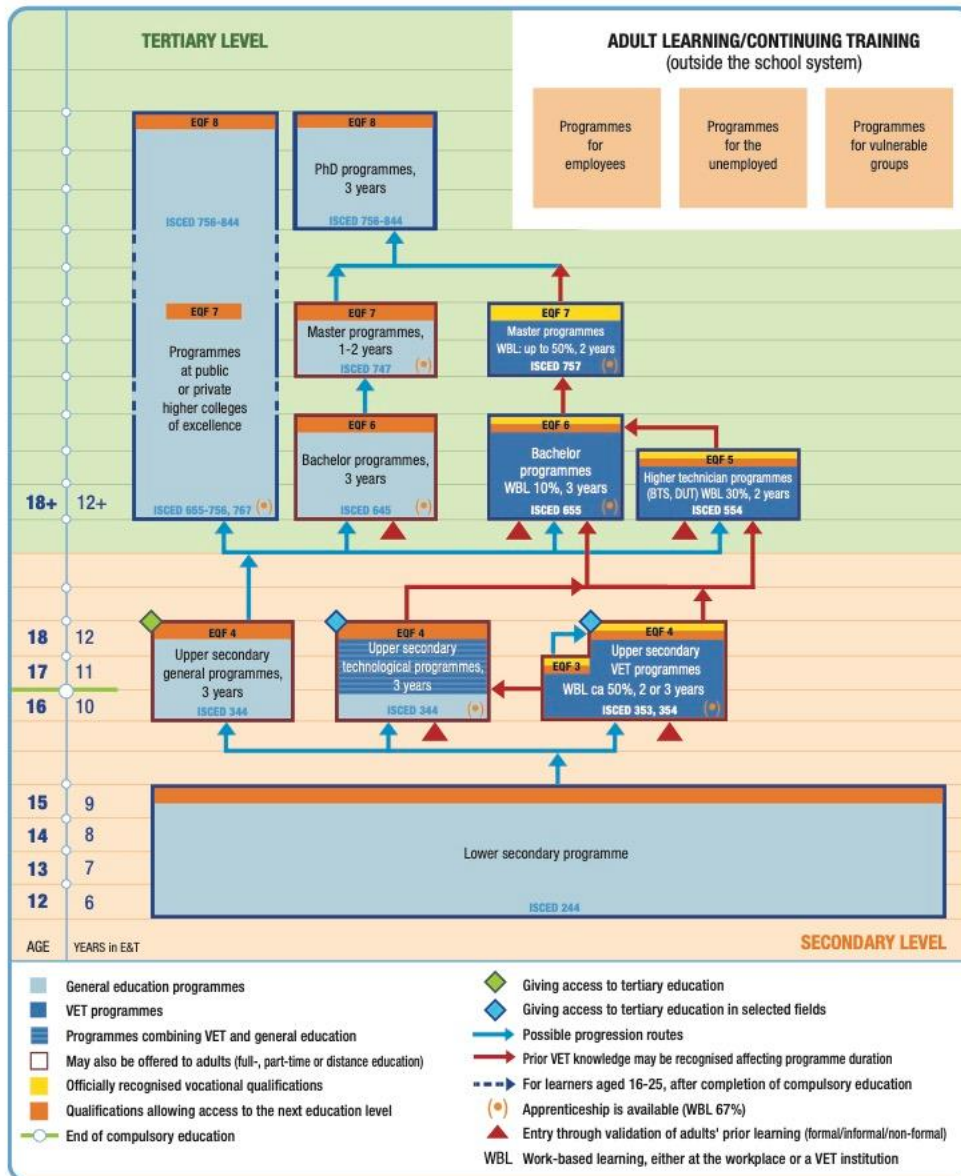 TERTIARY LEVEL
ADULT LEARNING/CONTINUING TRAINING
(outside the school system)
Programmes
for
employees
Programmes
for the
unemployed
Programmes
for vulnerable
groups
EQF 8
ISCED 756-844
EQF 7
Programmes
at public
or private
higher colleges
of excellence
ISCED 655-756, 767 (•)
EQF 8
PhD programmes,
3 years
ISCED 756-844
EQF 7
Master programmes,
1-2 years
ISCED 747 (•)
EQF 7
Master programmes
WBL: up to 50%, 2 years
ISCED 757 (•)
EQF 6
Bachelor programmes,
3 years
ISCED 645 (•)
EQF 6
Bachelor
programmes
WBL 10%, 3 years
ISCED 655 (•)
EQF 5
Higher technician programmes
(BTS, DUT) WBL 30%, 2 years
ISCED 554 (•)
18+ 12+
18 12
17 11
16 10
EQF 4
Upper secondary
general programmes,
3 years
ISCED 344
EQF 4
Upper secondary
technological programmes,
3 years
ISCED 344 (•)
EQF 3
EQF 4
Upper secondary
VET programmes
WBL ca 50%, 2 or 3 years
ISCED 353, 354 (•)
15 9
14 8
13 7
12 6
Lower secondary programme
ISCED 244
AGE YEARS in E&T
SECONDARY LEVEL
General education programmes
VET programmes
Programmes combining VET and general education
May also be offered to adults (full-, part-time or distance education)
Officially recognised vocational qualifications
Qualifications allowing access to the next education level
End of compulsory education
Giving access to tertiary education
Giving access to tertiary education in selected fields
Possible progression routes
Prior VET knowledge may be recognised affecting programme duration
For learners aged 16-25, after completion of compulsory education
(•) Apprenticeship is available (WBL 67%)
Entry through validation of adults' prior learning (formal/informal/non-formal)
WBL Work-based learning, either at the workplace or a VET institution